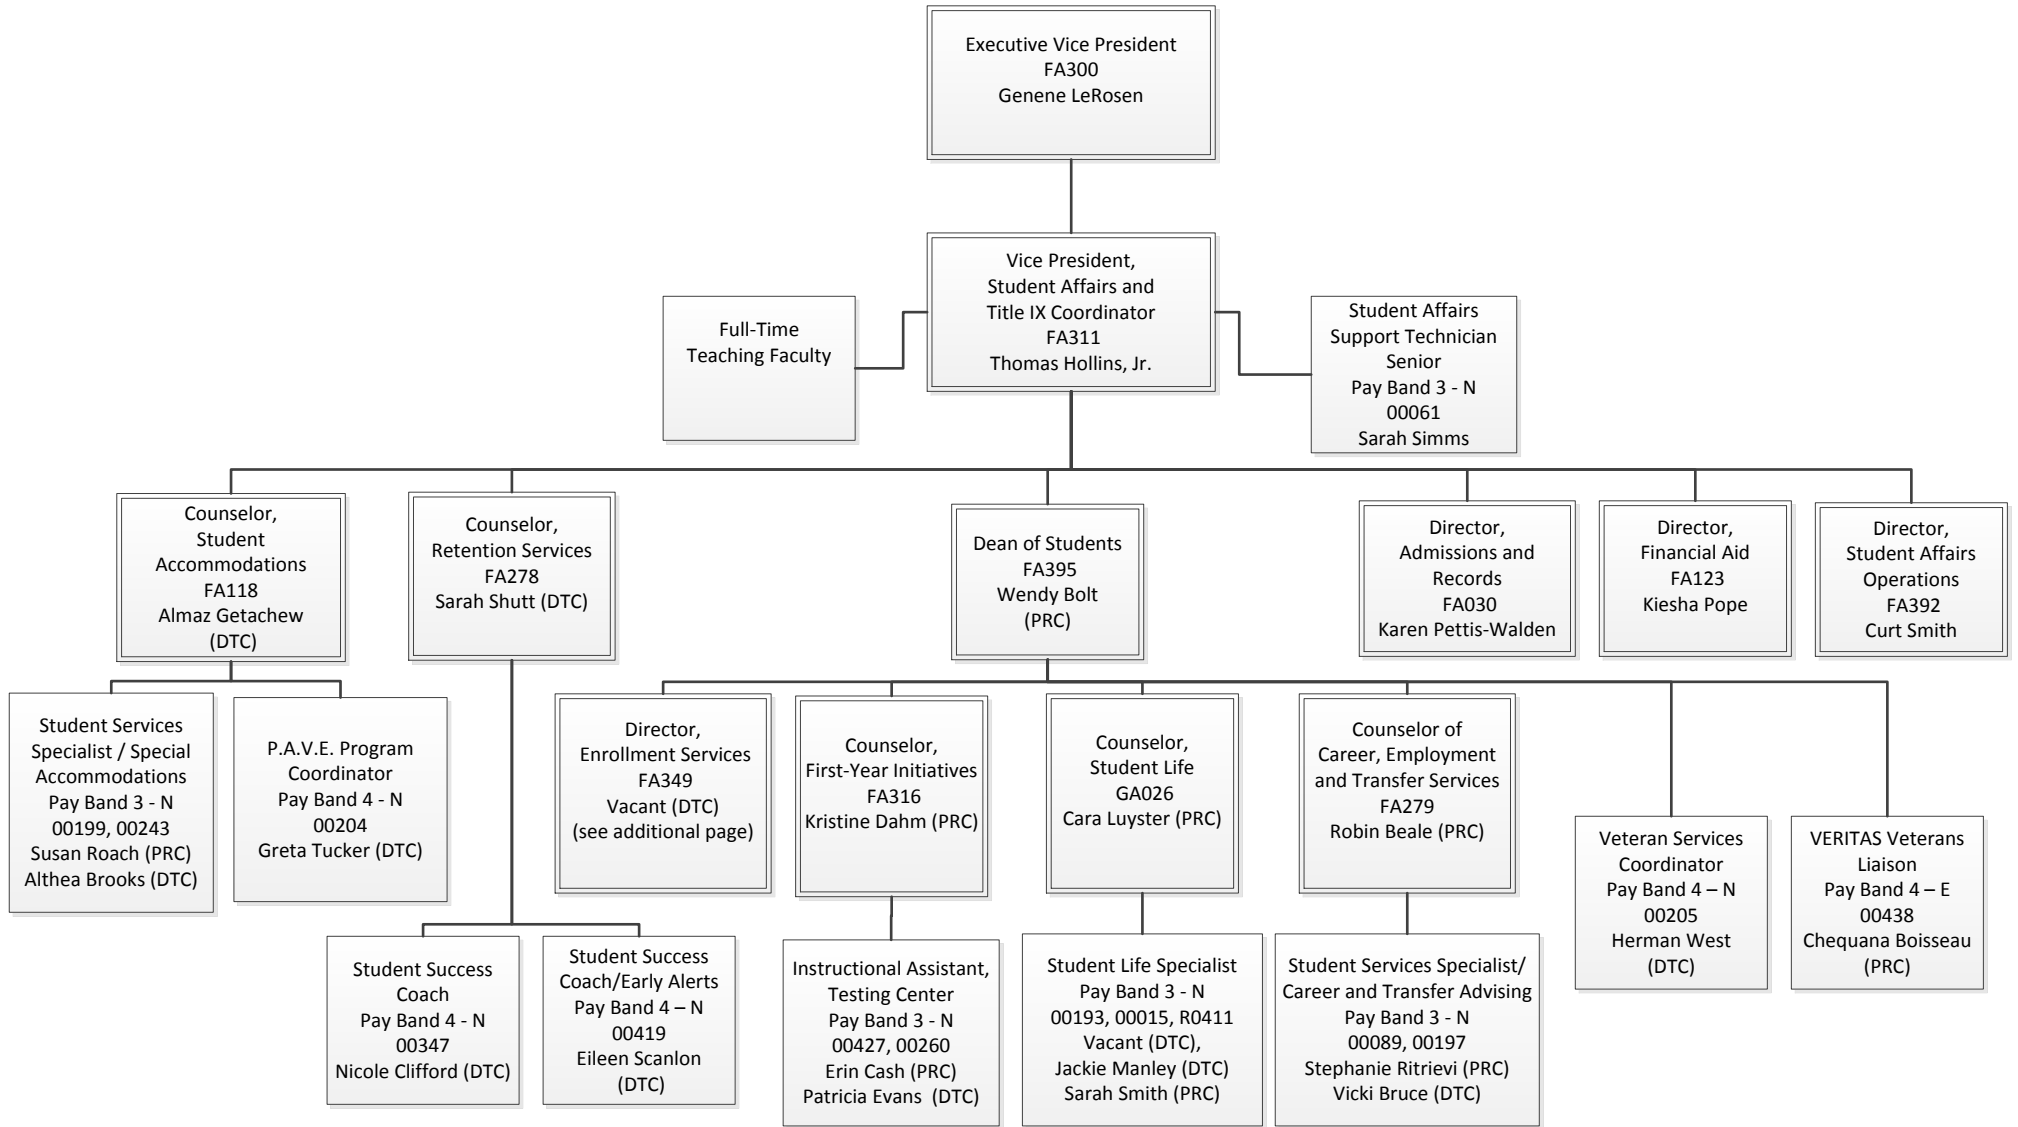 Executive Vice President
FA300
Genene LeRosen
Vice President,
Student Affairs and
Title IX Coordinator
FA311
Thomas Hollins, Jr.
Full-Time
Teaching Faculty
Student Affairs
Support Technician
Senior
Pay Band 3 - N
00061
Sarah Simms
Counselor,
Student
Accommodations
FA118
Almaz Getachew
(DTC)
Counselor,
Retention Services
FA278
Sarah Shutt (DTC)
Dean of Students
FA395
Wendy Bolt
(PRC)
Director,
Admissions and
Records
FA030
Karen Pettis-Walden
Director,
Financial Aid
FA123
Kiesha Pope
Director,
Student Affairs
Operations
FA392
Curt Smith
Student Services
Specialist / Special
Accommodations
Pay Band 3 - N
00199, 00243
Susan Roach (PRC)
Althea Brooks (DTC)
P.A.V.E. Program
Coordinator
Pay Band 4 - N
00204
Greta Tucker (DTC)
Director,
Enrollment Services
FA349
Vacant (DTC)
(see additional page)
Counselor,
First-Year Initiatives
FA316
Kristine Dahm (PRC)
Counselor,
Student Life
GA026
Cara Luyster (PRC)
Counselor of
Career, Employment
and Transfer Services
FA279
Robin Beale (PRC)
Veteran Services
Coordinator
Pay Band 4 – N
00205
Herman West
(DTC)
VERITAS Veterans
Liaison
Pay Band 4 – E
00438
Chequana Boisseau
(PRC)
Student Success
Coach
Pay Band 4 - N
00347
Nicole Clifford (DTC)
Student Success
Coach/Early Alerts
Pay Band 4 – N
00419
Eileen Scanlon
(DTC)
Instructional Assistant,
Testing Center
Pay Band 3 - N
00427, 00260
Erin Cash (PRC)
Patricia Evans (DTC)
Student Life Specialist
Pay Band 3 - N
00193, 00015, R0411
Vacant (DTC),
Jackie Manley (DTC)
Sarah Smith (PRC)
Student Services Specialist/
Career and Transfer Advising
Pay Band 3 - N
00089, 00197
Stephanie Ritrievi (PRC)
Vicki Bruce (DTC)